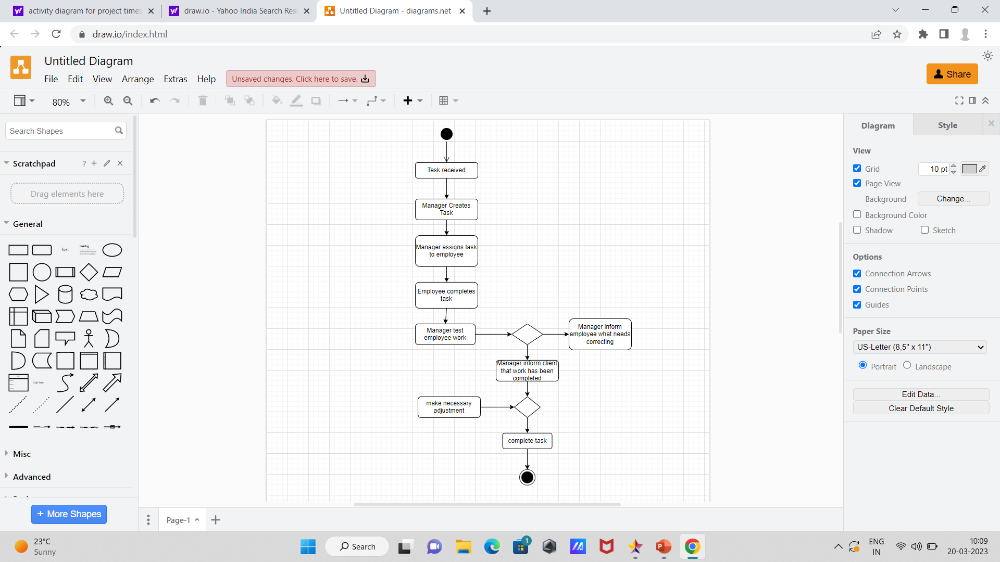 activity diagram for project times
draw.io - Yahoo India Search Res
Untitled Diagram - diagrams.net
draw.io/index.html
Untitled Diagram
File Edit View Arrange Extras Help
Unsaved changes. Click here to save.
Share
80%
Search Shapes
Scratchpad
?
Drag elements here
General
Text
Heading
List Item
Misc
Advanced
+ More Shapes
Task received
Manager Creates
Task
Manager assigns task
to employee
Employee completes
task
Manager test
employee work
Manager inform
employee what needs
correcting
Manager inform client
that work has been
completed
make necessary
adjustment
complete task
Page-1
Diagram
Style
View
Grid
10 pt
Page View
Background
Change...
Background Color
Shadow
Sketch
Options
Connection Arrows
Connection Points
Guides
Paper Size
US-Letter (8,5" x 11")
Portrait
Landscape
Edit Data...
Clear Default Style
23°C
Sunny
Search
1
P
ENG
IN
10:09
20-03-2023